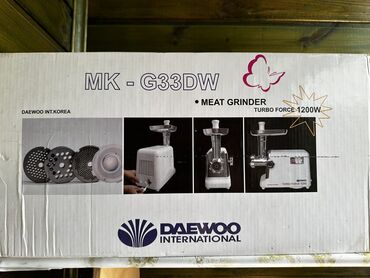 MK - G33DW
• MEAT GRINDER
TURBO FORCE 1200W
DAEWOO INT.KOREA
DAEWOO
INTERNATIONAL